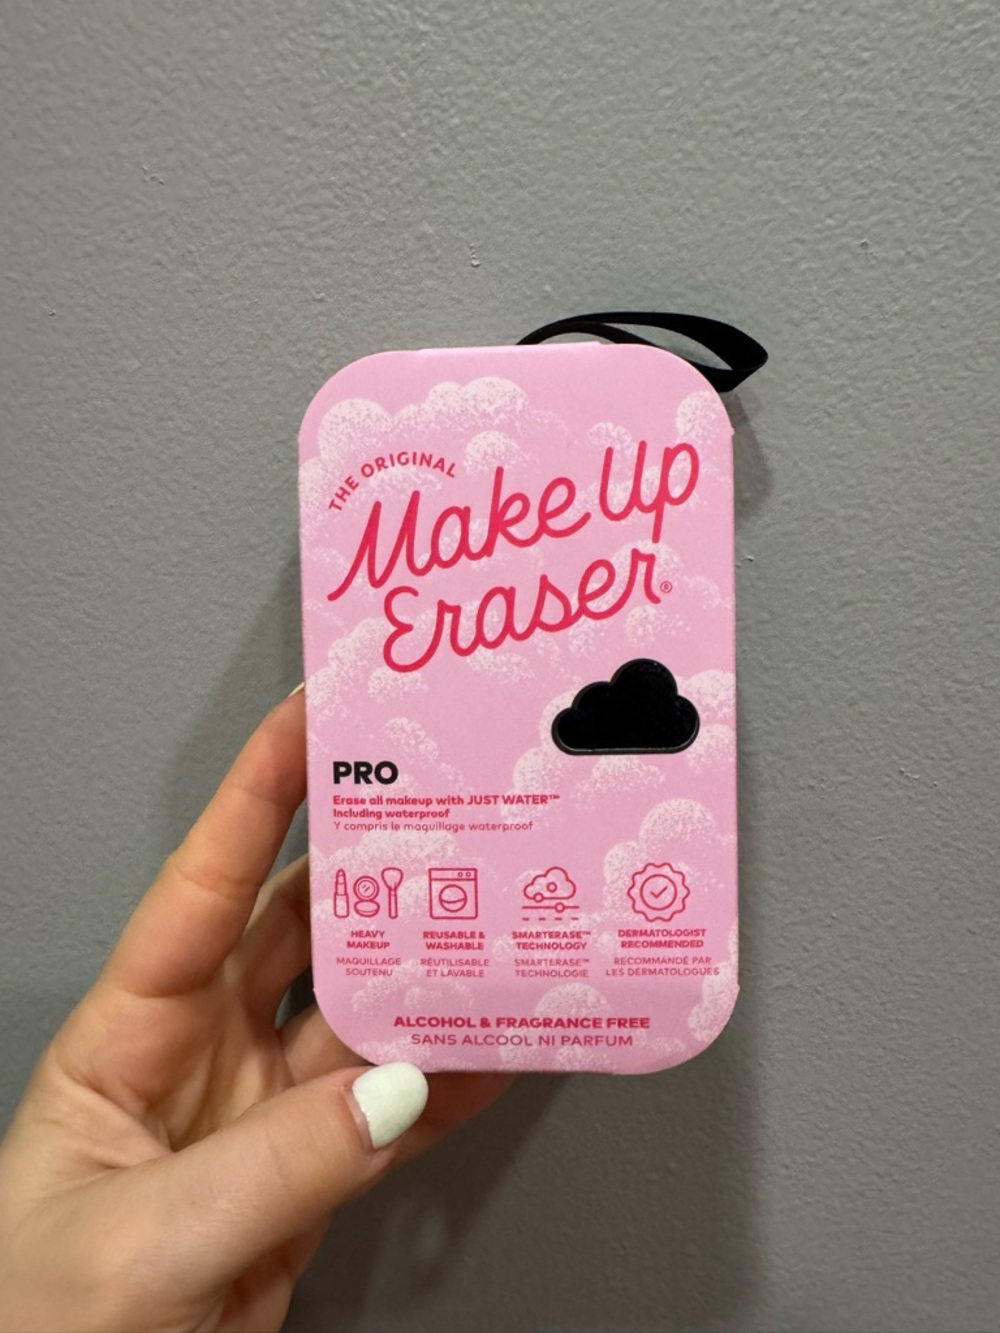 THE ORIGINAL
Make Up
Eraser®
PRO
Erase all makeup with JUST WATER™
Including waterproof
Y compris le maquillage waterproof
HEAVY
MAKEUP
MAQUILLAGE
SOUTENU
REUSABLE &
WASHABLE
RÉUTILISABLE
ET LAVABLE
SMARTERASE™
TECHNOLOGY
SMARTERASE™
TECHNOLOGIE
DERMATOLOGIST
RECOMMENDED
RECOMMANDÉ PAR
LES DERMATOLOGUES
ALCOHOL & FRAGRANCE FREE
SANS ALCOOL NI PARFUM